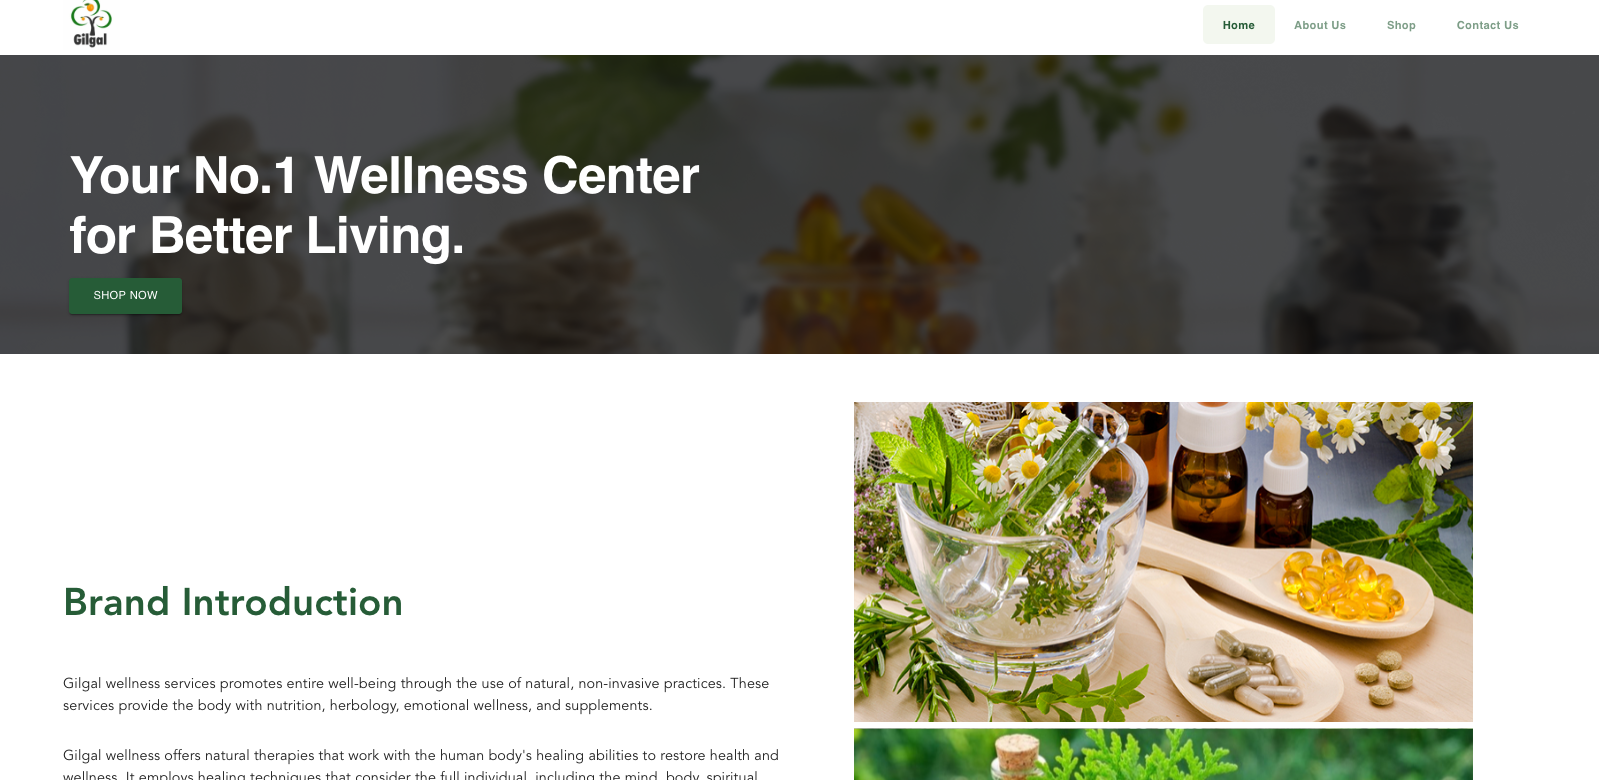 Gilgal
Home
About Us
Shop
Contact Us
Your No.1 Wellness Center
for Better Living.
SHOP NOW
Brand Introduction
Gilgal wellness services promotes entire well-being through the use of natural, non-invasive practices. These
services provide the body with nutrition, herbology, emotional wellness, and supplements.
Gilgal wellness offers natural therapies that work with the human body's healing abilities to restore health and
wellness. It employs healing techniques that consider the full individual, including the mind, body, spiritual